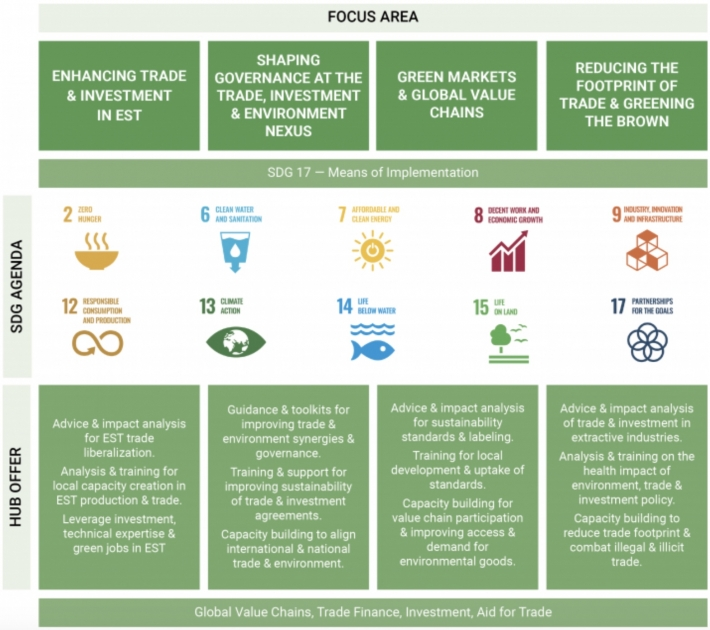 FOCUS AREA
ENHANCING TRADE
& INVESTMENT
IN EST
SHAPING
GOVERNANCE AT THE
TRADE, INVESTMENT
& ENVIRONMENT
NEXUS
GREEN MARKETS
& GLOBAL VALUE
CHAINS
REDUCING THE
FOOTPRINT OF
TRADE & GREENING
THE BROWN
SDG 17 — Means of Implementation
SDG AGENDA
2 ZERO
HUNGER
6 CLEAN WATER
AND SANITATION
7 AFFORDABLE AND
CLEAN ENERGY
8 DECENT WORK AND
ECONOMIC GROWTH
9 INDUSTRY, INNOVATION
AND INFRASTRUCTURE
12 RESPONSIBLE
CONSUMPTION
AND PRODUCTION
13 CLIMATE
ACTION
14 LIFE
BELOW WATER
15 LIFE
ON LAND
17 PARTNERSHIPS
FOR THE GOALS
HUB OFFER
Advice & impact analysis
for EST trade
liberalization.
Analysis & training for
local capacity creation in
EST production & trade.
Leverage investment,
technical expertise &
green jobs in EST
Guidance & toolkits for
improving trade &
environment synergies &
governance.
Training & support for
improving sustainability
of trade & investment
agreements.
Capacity building to align
international & national
trade & environment.
Advice & impact analysis
for sustainability
standards & labeling.
Training for local
development & uptake of
standards.
Capacity building for
value chain participation
& improving access &
demand for
environmental goods.
Advice & impact analysis
of trade & investment in
extractive industries.
Analysis & training on the
health impact of
environment, trade &
investment policy.
Capacity building to
reduce trade footprint &
combat illegal & illicit
trade.
Global Value Chains, Trade Finance, Investment, Aid for Trade